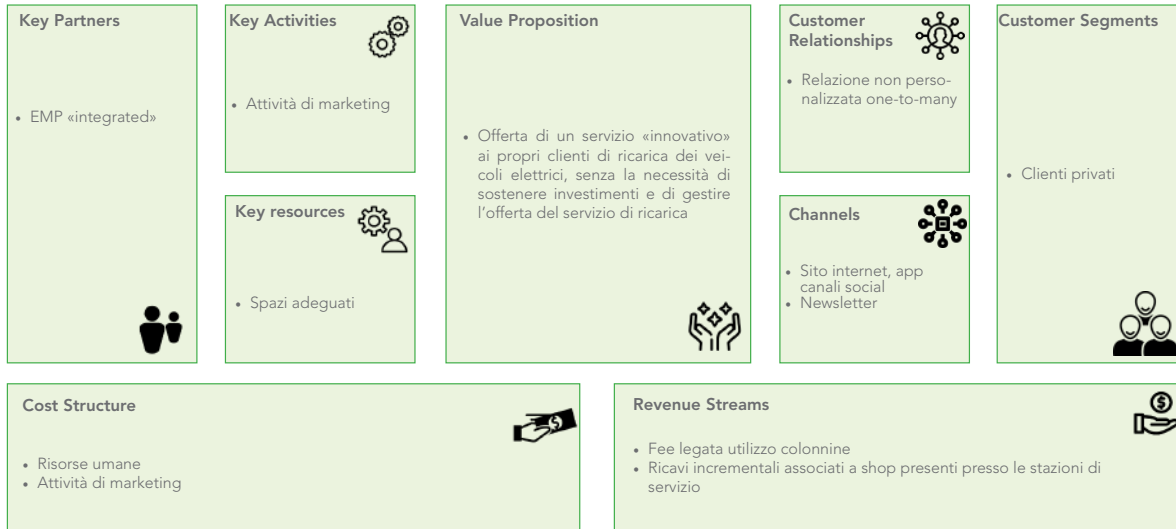 Key Partners
• EMP «integrated»
Key Activities
• Attività di marketing
Key resources
• Spazi adeguati
Value Proposition
• Offerta di un servizio «innovativo»
ai propri clienti di ricarica dei vei-
coli elettrici, senza la necessità di
sostenere investimenti e di gestire
l'offerta del servizio di ricarica
Customer
Relationships
• Relazione non perso-
nalizzata one-to-many
Channels
• Sito internet, app
canali social
• Newsletter
Customer Segments
• Clienti privati
Cost Structure
• Risorse umane
• Attività di marketing
Revenue Streams
• Fee legata utilizzo colonnine
• Ricavi incrementali associati a shop presenti presso le stazioni di
servizio